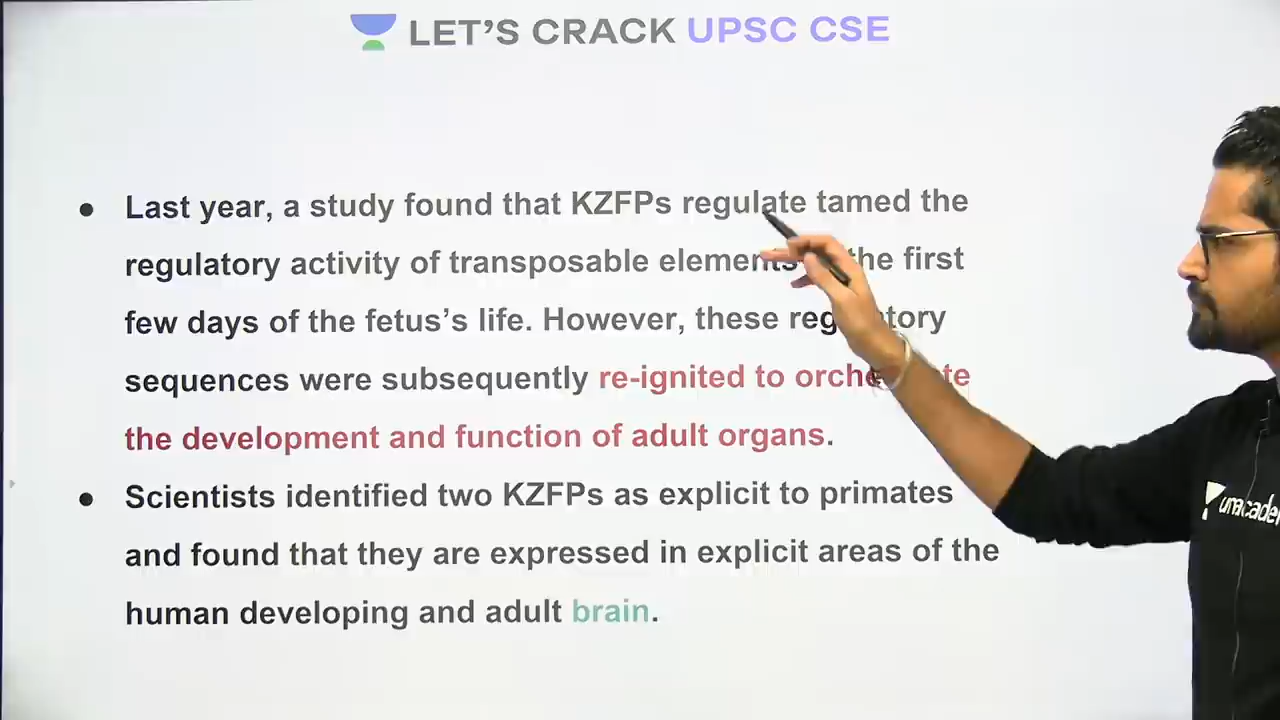 LET'S CRACK UPSC CSE
Last year, a study found that KZFPs regulate tamed the
regulatory activity of transposable elements the first
few days of the fetus's life. However, these
sequences were subsequently re-ignited to
the development and function of adult organs.
Scientists identified two KZFPs as explicit to primates
and found that they are expressed in explicit areas of the
human developing and adult brain.